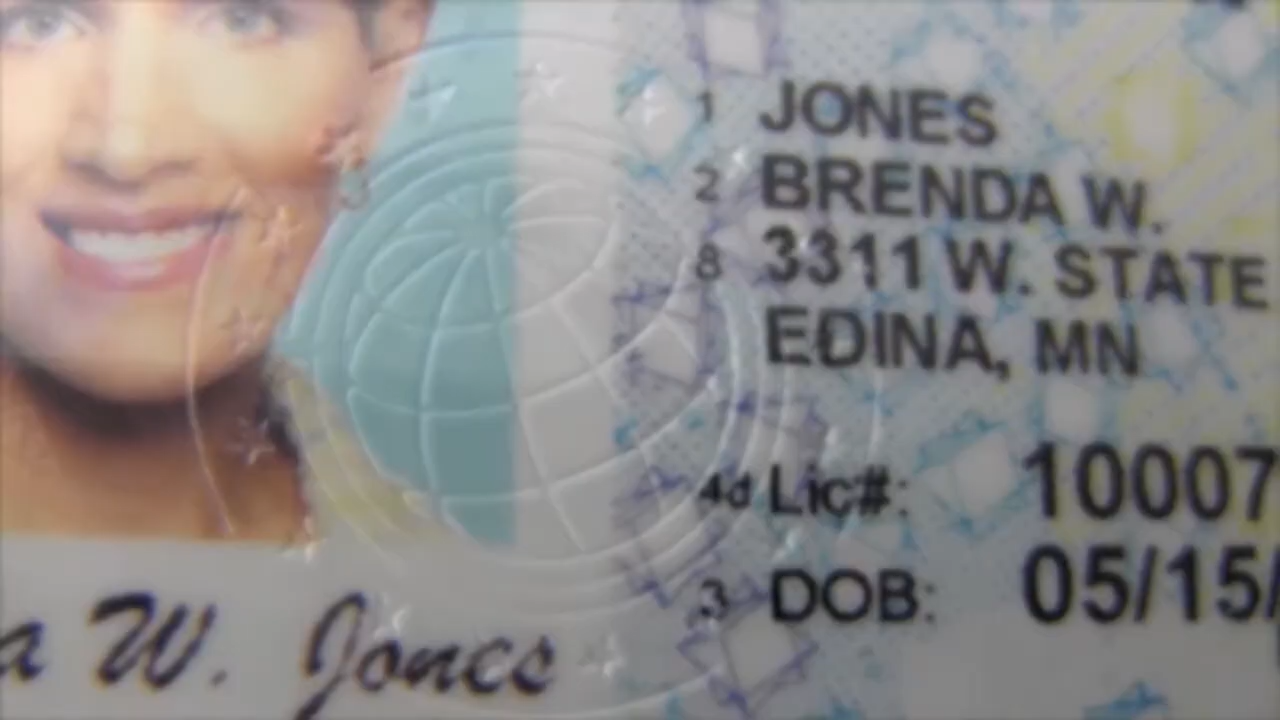 1 JONES
2 BRENDA W.
8 3311 W. STATE
EDINA, MN
4d Lic#: 10007
3 DOB: 05/15/
a W. Jones